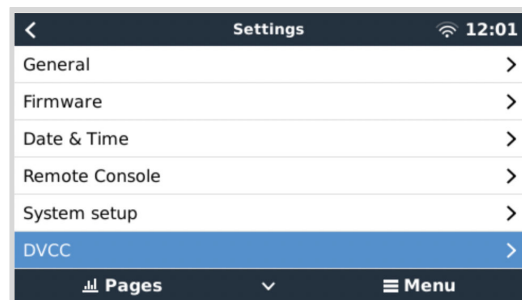 Settings 12:01
General
Firmware
Date & Time
Remote Console
System setup
DVCC
Pages Menu